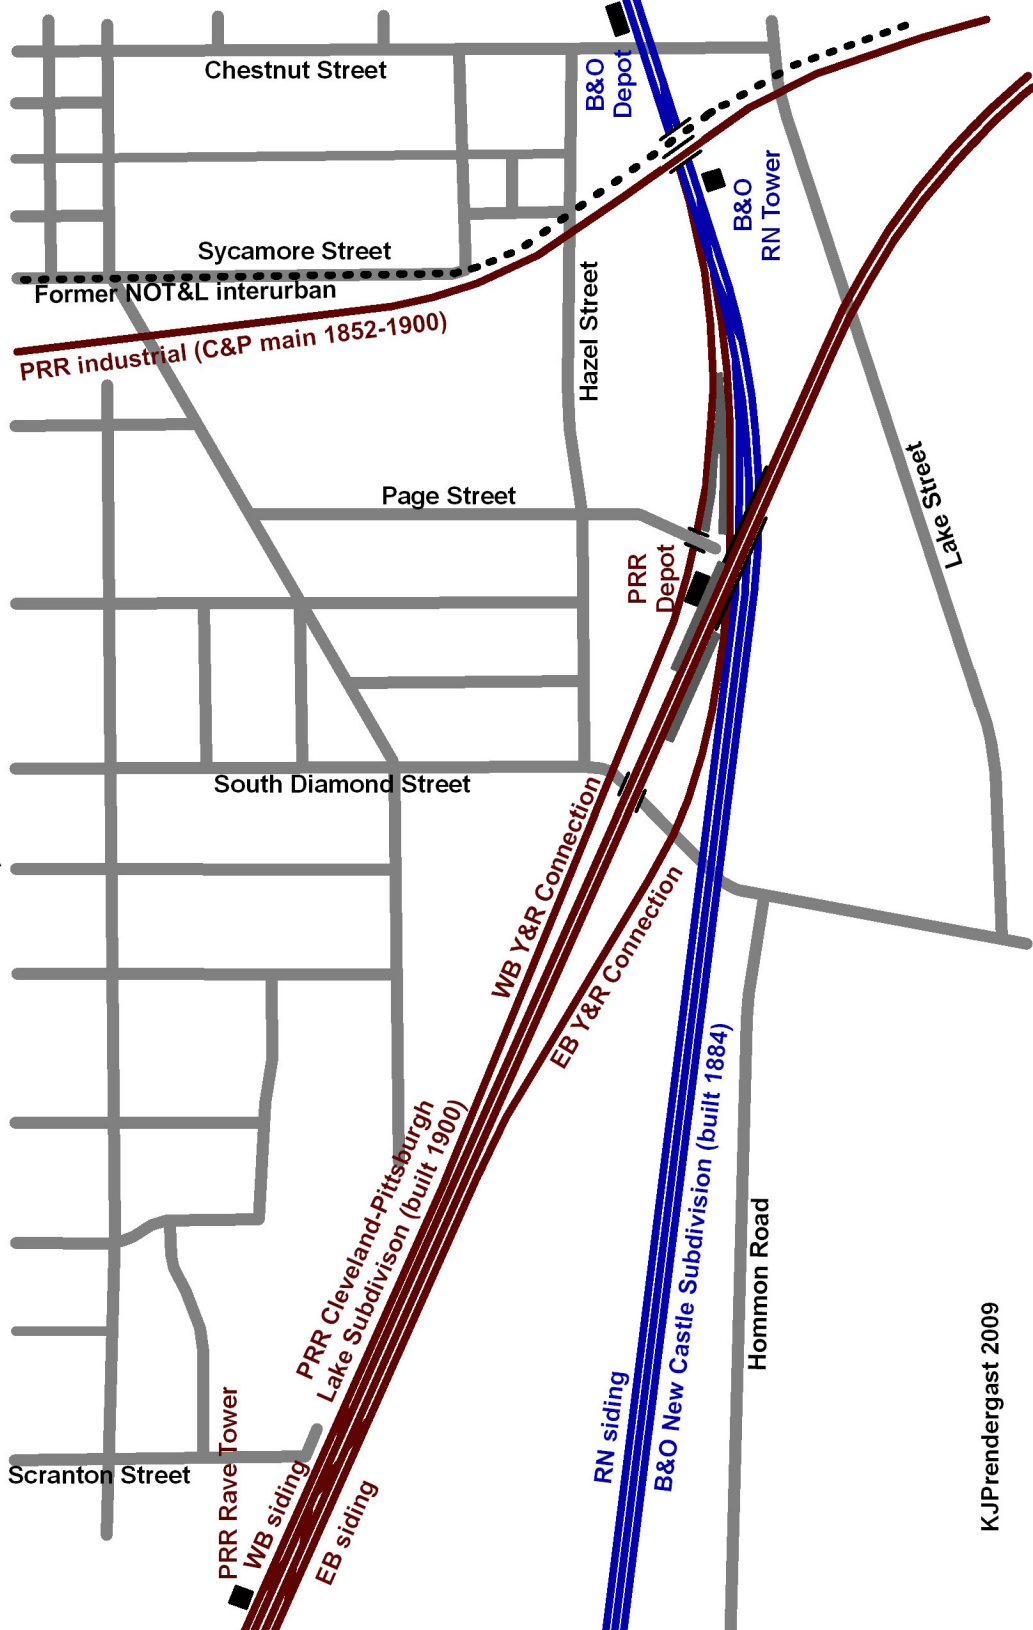 Chestnut Street
B&O
Depot
B&O
RN Tower
Sycamore Street
Former NOT&L interurban
PRR industrial (C&P main 1852-1900)
Hazel Street
Page Street
Lake Street
PRR
Depot
South Diamond Street
WB Y&R Connection
EB Y&R Connection
PRR Cleveland-Pittsburgh
Lake Subdivison (built 1900)
B&O New Castle Subdivision (built 1884)
RN siding
Hommon Road
KJPrendergast 2009
Scranton Street
PRR Rave Tower
WB siding
EB siding